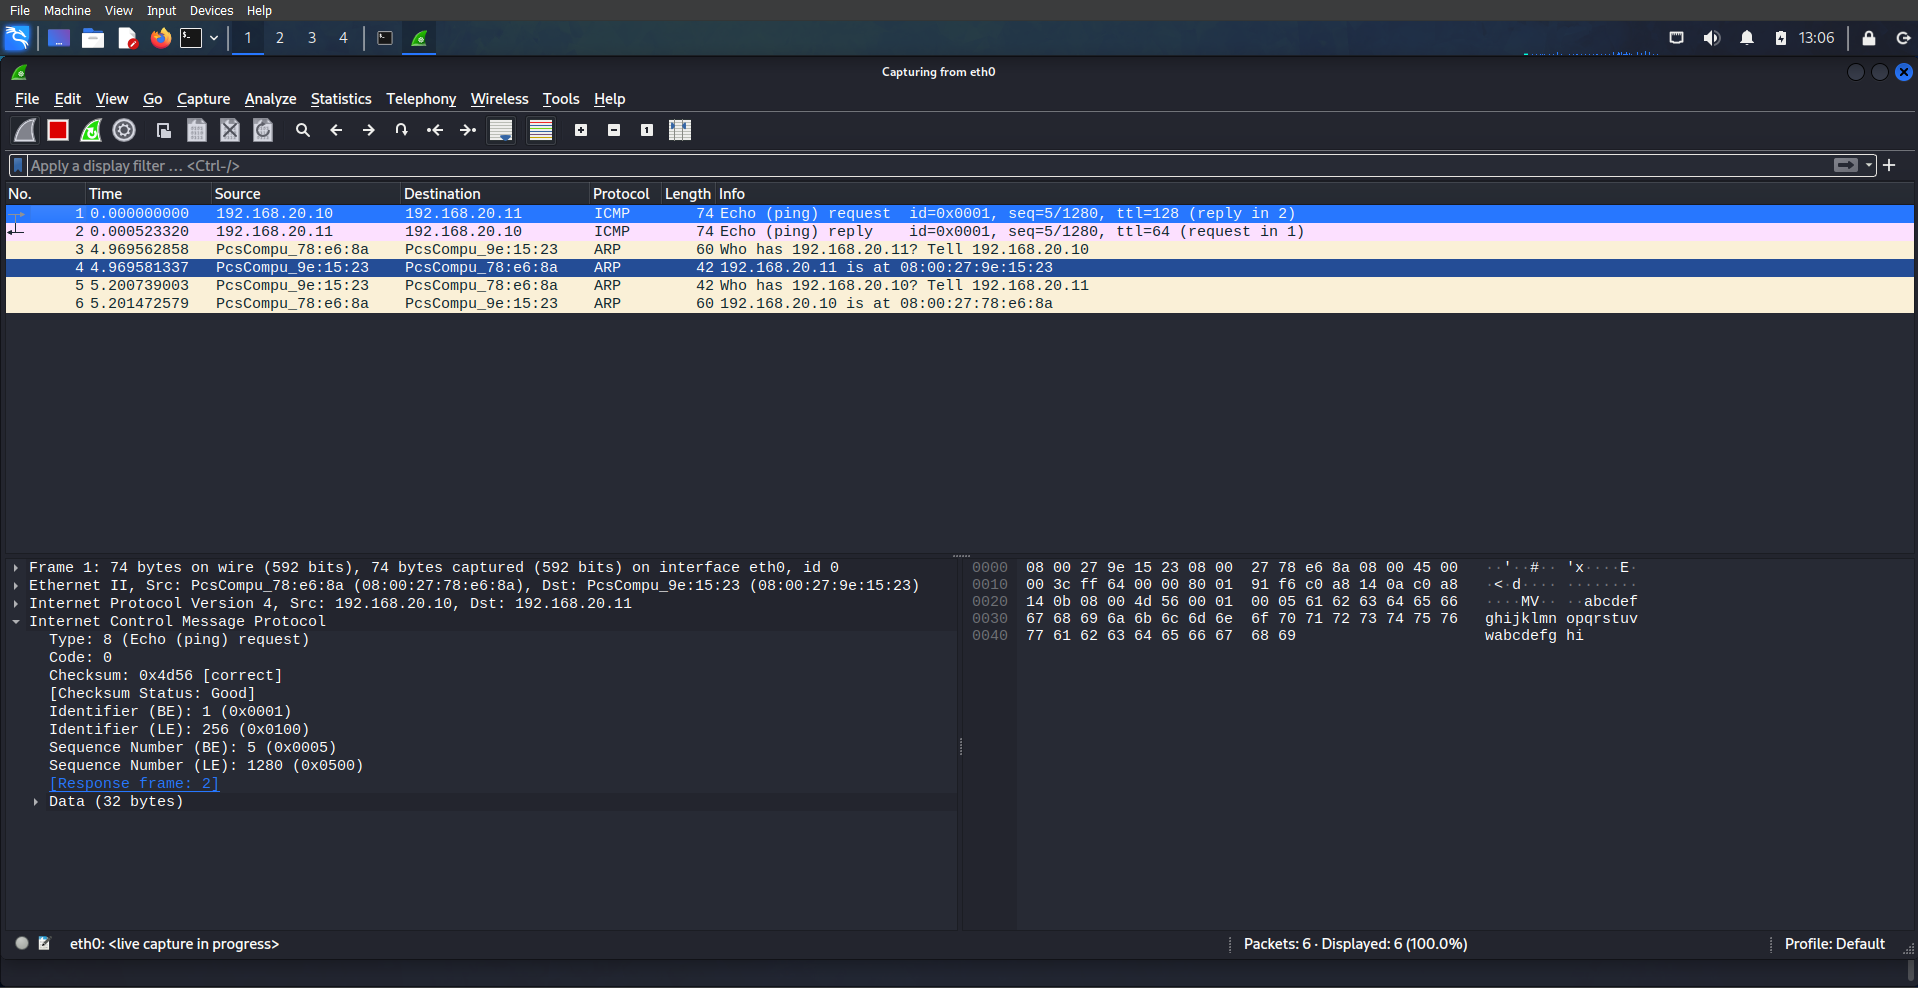 File Machine View Input Devices Help
1 2 3 4 13:06
Capturing from eth0
File Edit View Go Capture Analyze Statistics Telephony Wireless Tools Help
Apply a display filter … <Ctrl-/>
No. Time Source Destination Protocol Length Info
1 0.000000000 192.168.20.10 192.168.20.11 ICMP 74 Echo (ping) request id=0x0001, seq=5/1280, ttl=128 (reply in 2)
2 0.000523320 192.168.20.11 192.168.20.10 ICMP 74 Echo (ping) reply id=0x0001, seq=5/1280, ttl=64 (request in 1)
3 4.969562858 PcsCompu_78:e6:8a PcsCompu_9e:15:23 ARP 60 Who has 192.168.20.11? Tell 192.168.20.10
4 4.969581337 PcsCompu_9e:15:23 PcsCompu_78:e6:8a ARP 42 192.168.20.11 is at 08:00:27:9e:15:23
5 5.200739003 PcsCompu_9e:15:23 PcsCompu_78:e6:8a ARP 42 Who has 192.168.20.10? Tell 192.168.20.11
6 5.201472579 PcsCompu_78:e6:8a PcsCompu_9e:15:23 ARP 60 192.168.20.10 is at 08:00:27:78:e6:8a
Frame 1: 74 bytes on wire (592 bits), 74 bytes captured (592 bits) on interface eth0, id 0
Ethernet II, Src: PcsCompu_78:e6:8a (08:00:27:78:e6:8a), Dst: PcsCompu_9e:15:23 (08:00:27:9e:15:23)
Internet Protocol Version 4, Src: 192.168.20.10, Dst: 192.168.20.11
Internet Control Message Protocol
Type: 8 (Echo (ping) request)
Code: 0
Checksum: 0x4d56 [correct]
[Checksum Status: Good]
Identifier (BE): 1 (0x0001)
Identifier (LE): 256 (0x0100)
Sequence Number (BE): 5 (0x0005)
Sequence Number (LE): 1280 (0x0500)
[Response frame: 2]
Data (32 bytes)
0000 08 00 27 9e 15 23 08 00 27 78 e6 8a 08 00 45 00 ··'··#·· 'x····E·
0010 00 3c ff 64 00 00 80 01 91 f6 c0 a8 14 0a c0 a8 ·<·d···· ········
0020 14 0b 08 00 4d 56 00 01 00 05 61 62 63 64 65 66 ····MV·· ··abcdef
0030 67 68 69 6a 6b 6c 6d 6e 6f 70 71 72 73 74 75 76 ghijklmn opqrstuv
0040 77 61 62 63 64 65 66 67 68 69 wabcdefg hi
eth0: <live capture in progress> Packets: 6 · Displayed: 6 (100.0%) Profile: Default